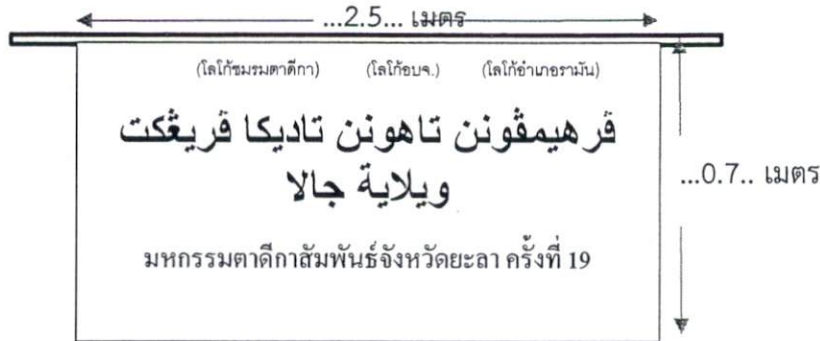 ...2.5... เมตร
(โลโก้ชมรมตาดีกา) (โลโก้อบจ.) (โลโก้อำเภอรามัน)
ڤرهيمڤونن تاهونن تاديکا ڤريڠکت
ويلاية جالا
...0.7.. เมตร
มหกรรมตาดีกาสัมพันธ์จังหวัดยะลา ครั้งที่ 19